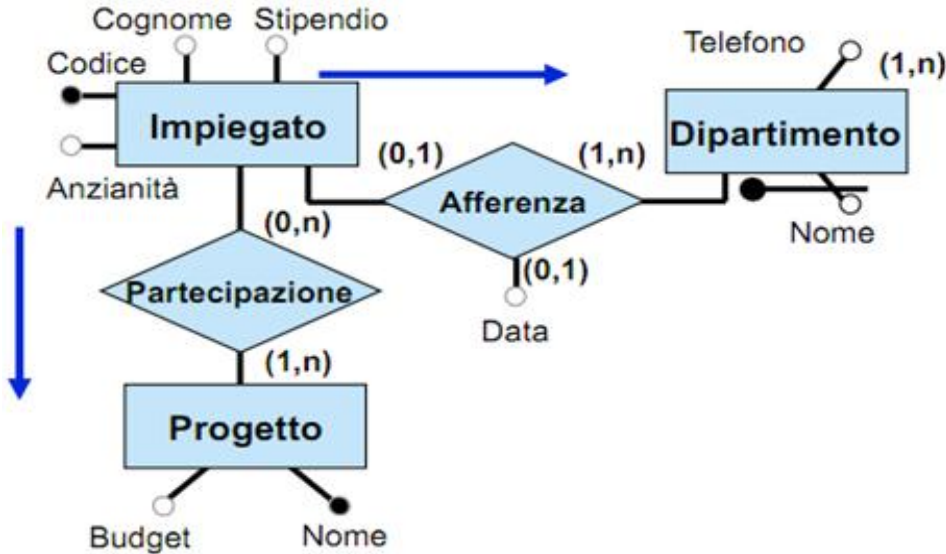 Cognome Stipendio
Codice
Telefono (1,n)
Impiegato
Dipartimento
Anzianità
(0,1) (1,n)
Afferenza
(0,n)
(0,1)
Nome
Partecipazione
Data
(1,n)
Progetto
Budget Nome